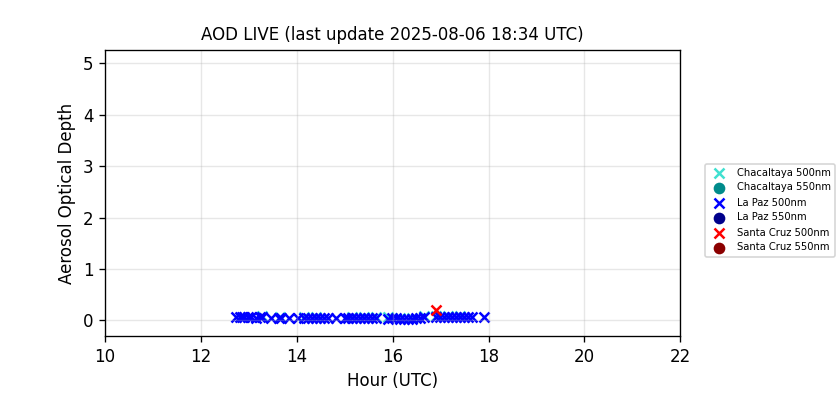 AOD LIVE (last update 2025-08-06 18:34 UTC)
Aerosol Optical Depth
5
4
3
2
1
0
10 12 14 16 18 20 22
Hour (UTC)
Chacaltaya 500nm
Chacaltaya 550nm
La Paz 500nm
La Paz 550nm
Santa Cruz 500nm
Santa Cruz 550nm